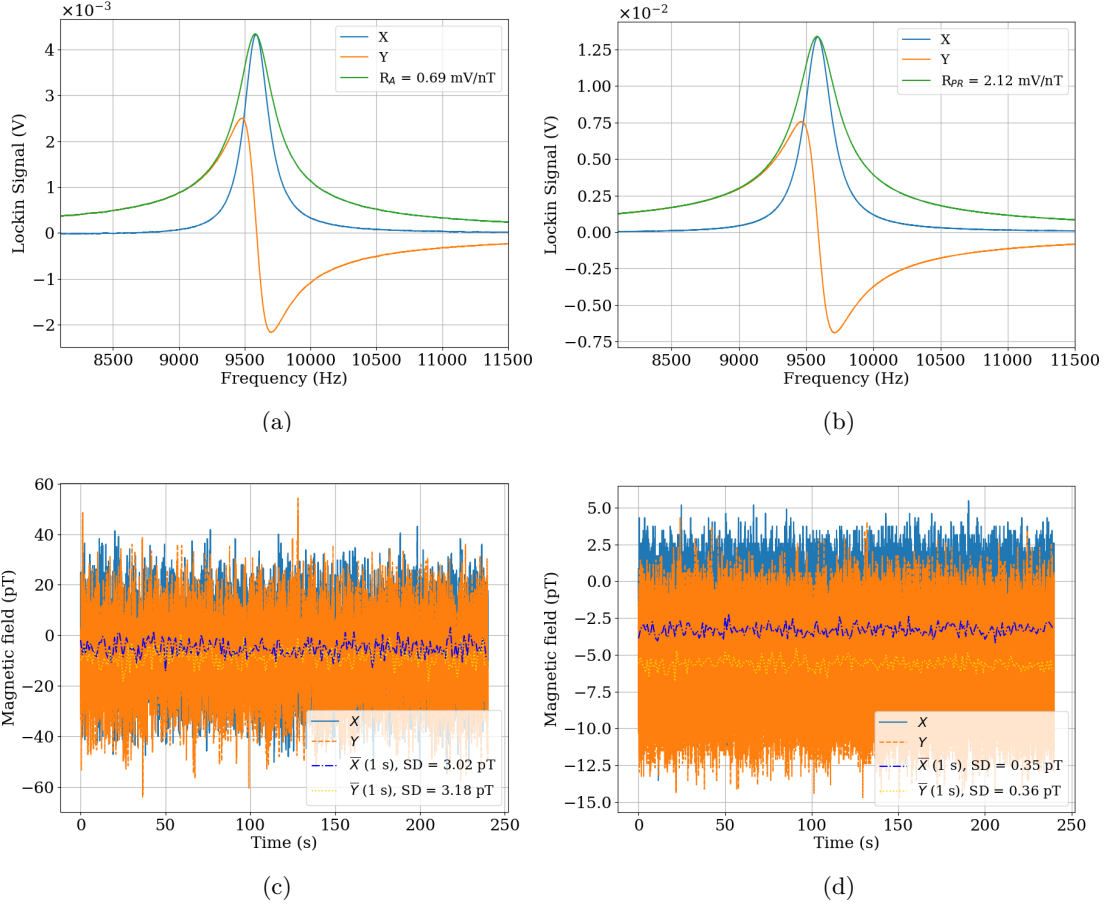 ×10⁻³
Lockin Signal (V)
4
3
2
1
0
−1
−2
X
Y
R_A = 0.69 mV/nT
8500 9000 9500 10000 10500 11000 11500
Frequency (Hz)
(a)
×10⁻²
Lockin Signal (V)
1.25
1.00
0.75
0.50
0.25
0.00
−0.25
−0.50
−0.75
X
Y
R_PR = 2.12 mV/nT
8500 9000 9500 10000 10500 11000 11500
Frequency (Hz)
(b)
Magnetic field (pT)
60
40
20
0
−20
−40
−60
X
Y
X̅ (1 s), SD = 3.02 pT
Y̅ (1 s), SD = 3.18 pT
0 50 100 150 200 250
Time (s)
(c)
Magnetic field (pT)
5.0
2.5
0.0
−2.5
−5.0
−7.5
−10.0
−12.5
−15.0
X
Y
X̅ (1 s), SD = 0.35 pT
Y̅ (1 s), SD = 0.36 pT
0 50 100 150 200 250
Time (s)
(d)